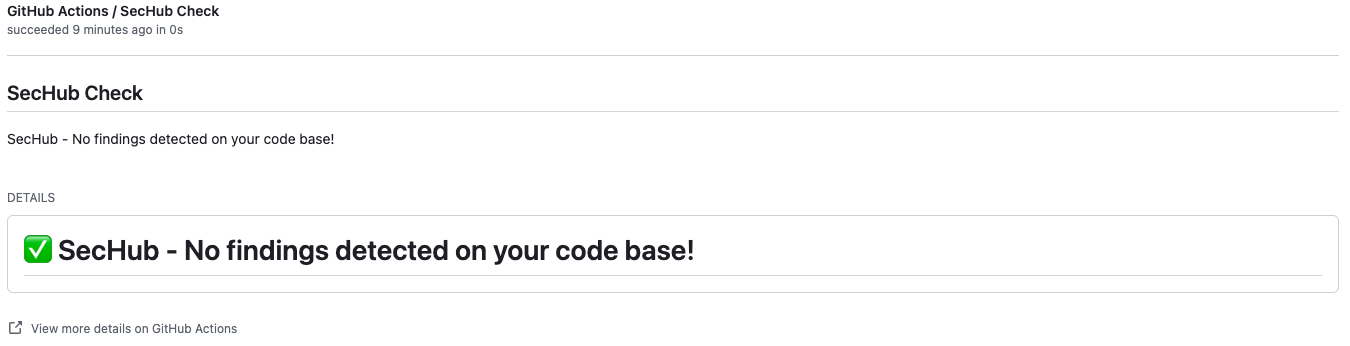 GitHub Actions / SecHub Check
succeeded 9 minutes ago in 0s
SecHub Check
SecHub - No findings detected on your code base!
DETAILS
✅ SecHub - No findings detected on your code base!
View more details on GitHub Actions